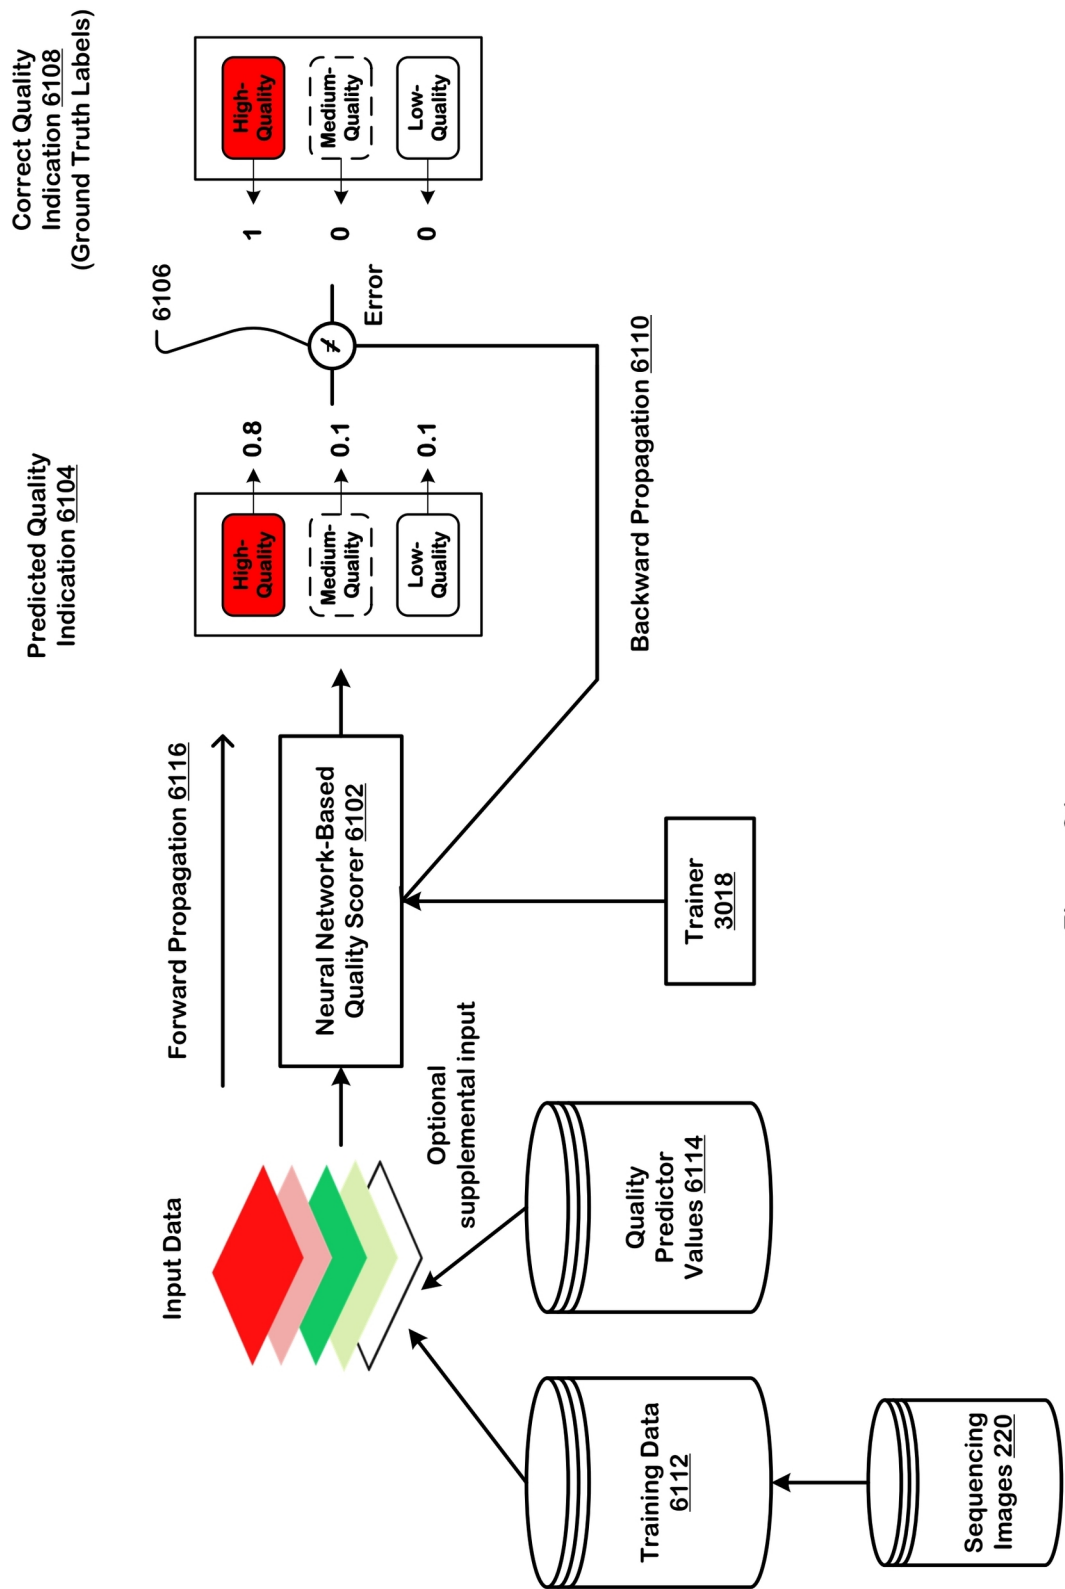 Correct Quality
Indication 6108
(Ground Truth Labels)
Predicted Quality
Indication 6104
6106
Forward Propagation 6116
Input Data
High-
Quality
Medium-
Quality
Low-
Quality
0.8
0.1
0.1
Error
1
0
0
High-
Quality
Medium-
Quality
Low-
Quality
Neural Network-Based
Quality Scorer 6102
Optional
supplemental input
Backward Propagation 6110
Training Data
6112
Quality
Predictor
Values 6114
Trainer
3018
Sequencing
Images 220